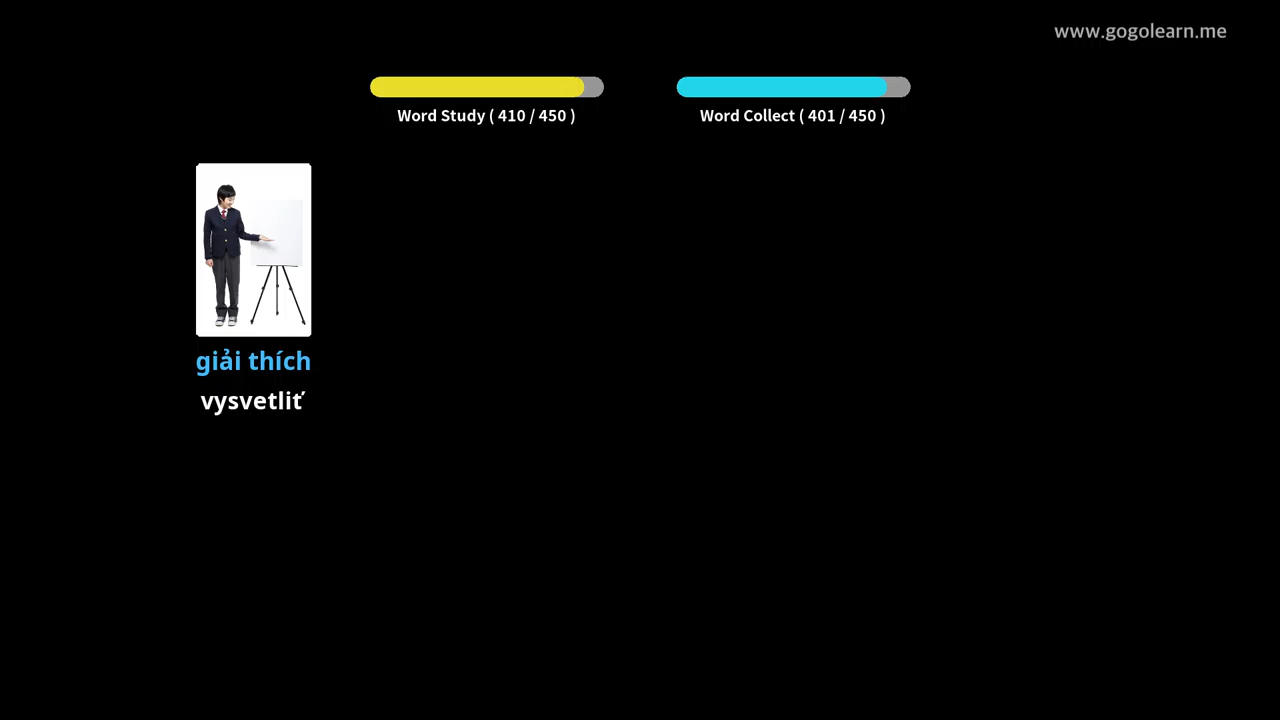 www.gogolearn.me
Word Study ( 410 / 450 )
Word Collect ( 401 / 450 )
giải thích
vysvetliť